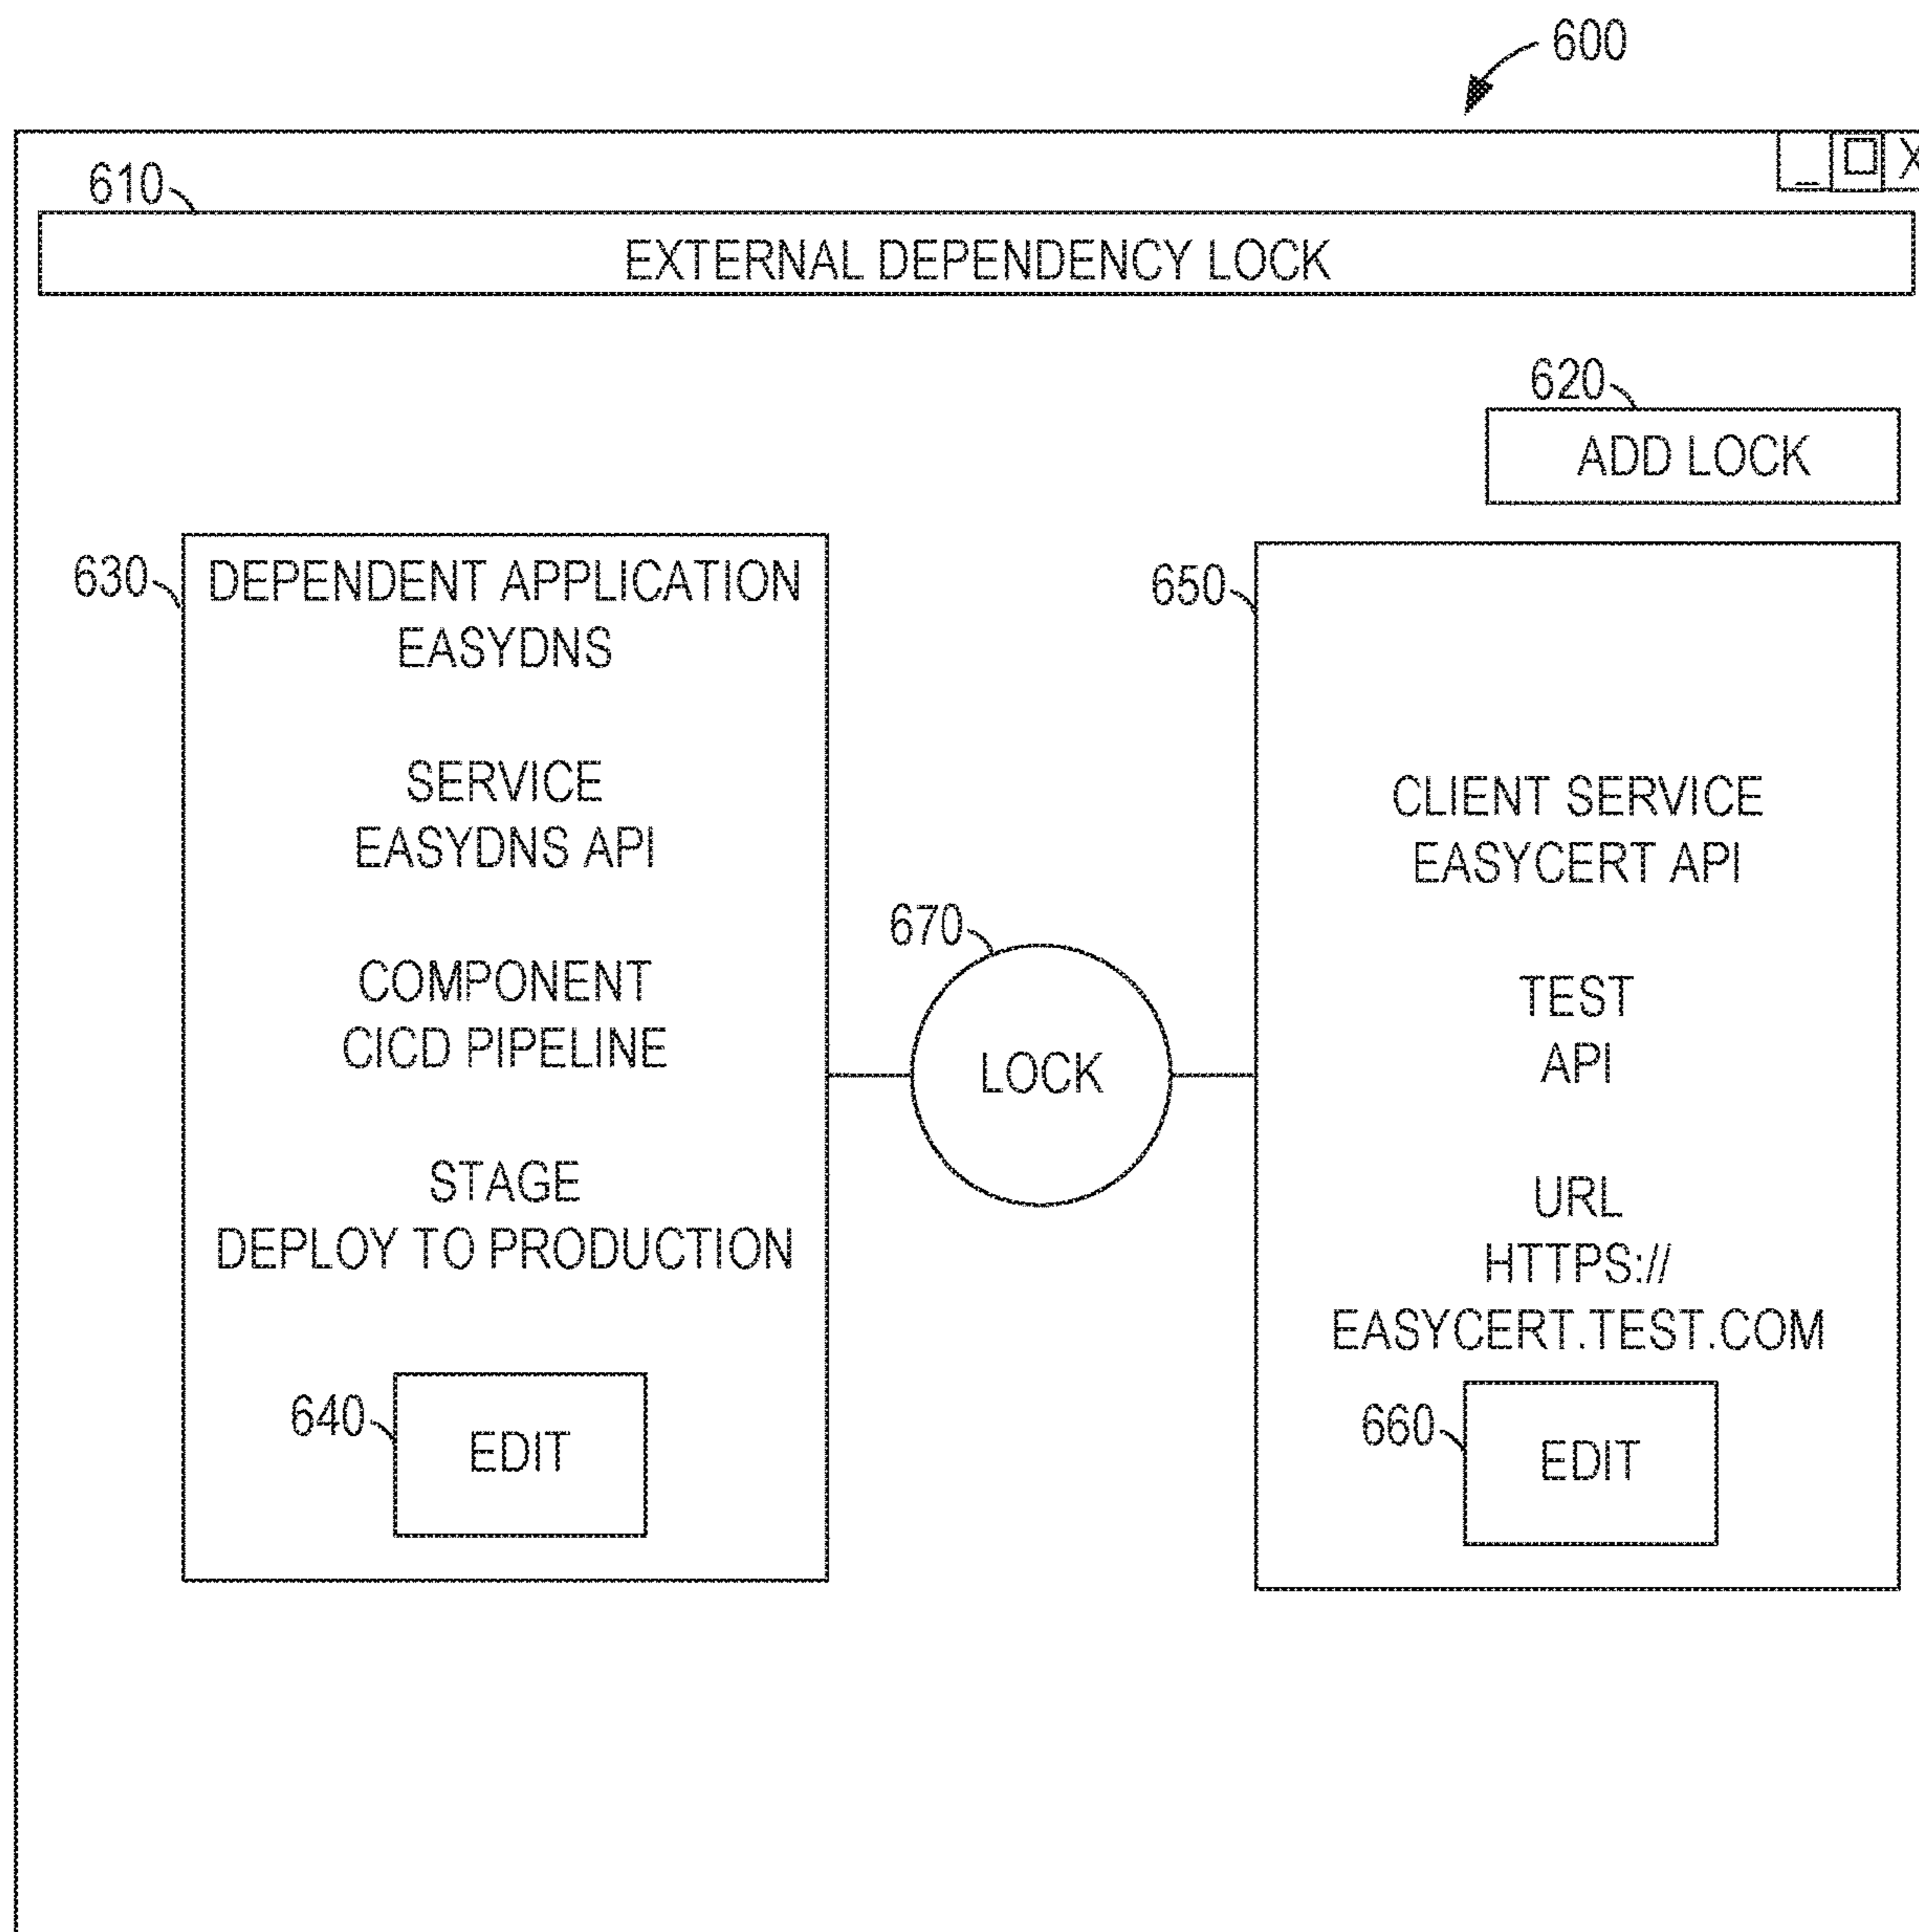 600
_ X
610
EXTERNAL DEPENDENCY LOCK
620
ADD LOCK
630
DEPENDENT APPLICATION
EASYDNS
SERVICE
EASYDNS API
COMPONENT
CICD PIPELINE
STAGE
DEPLOY TO PRODUCTION
640
EDIT
670
LOCK
650
CLIENT SERVICE
EASYCERT API
TEST
API
URL
HTTPS://
EASYCERT.TEST.COM
660
EDIT